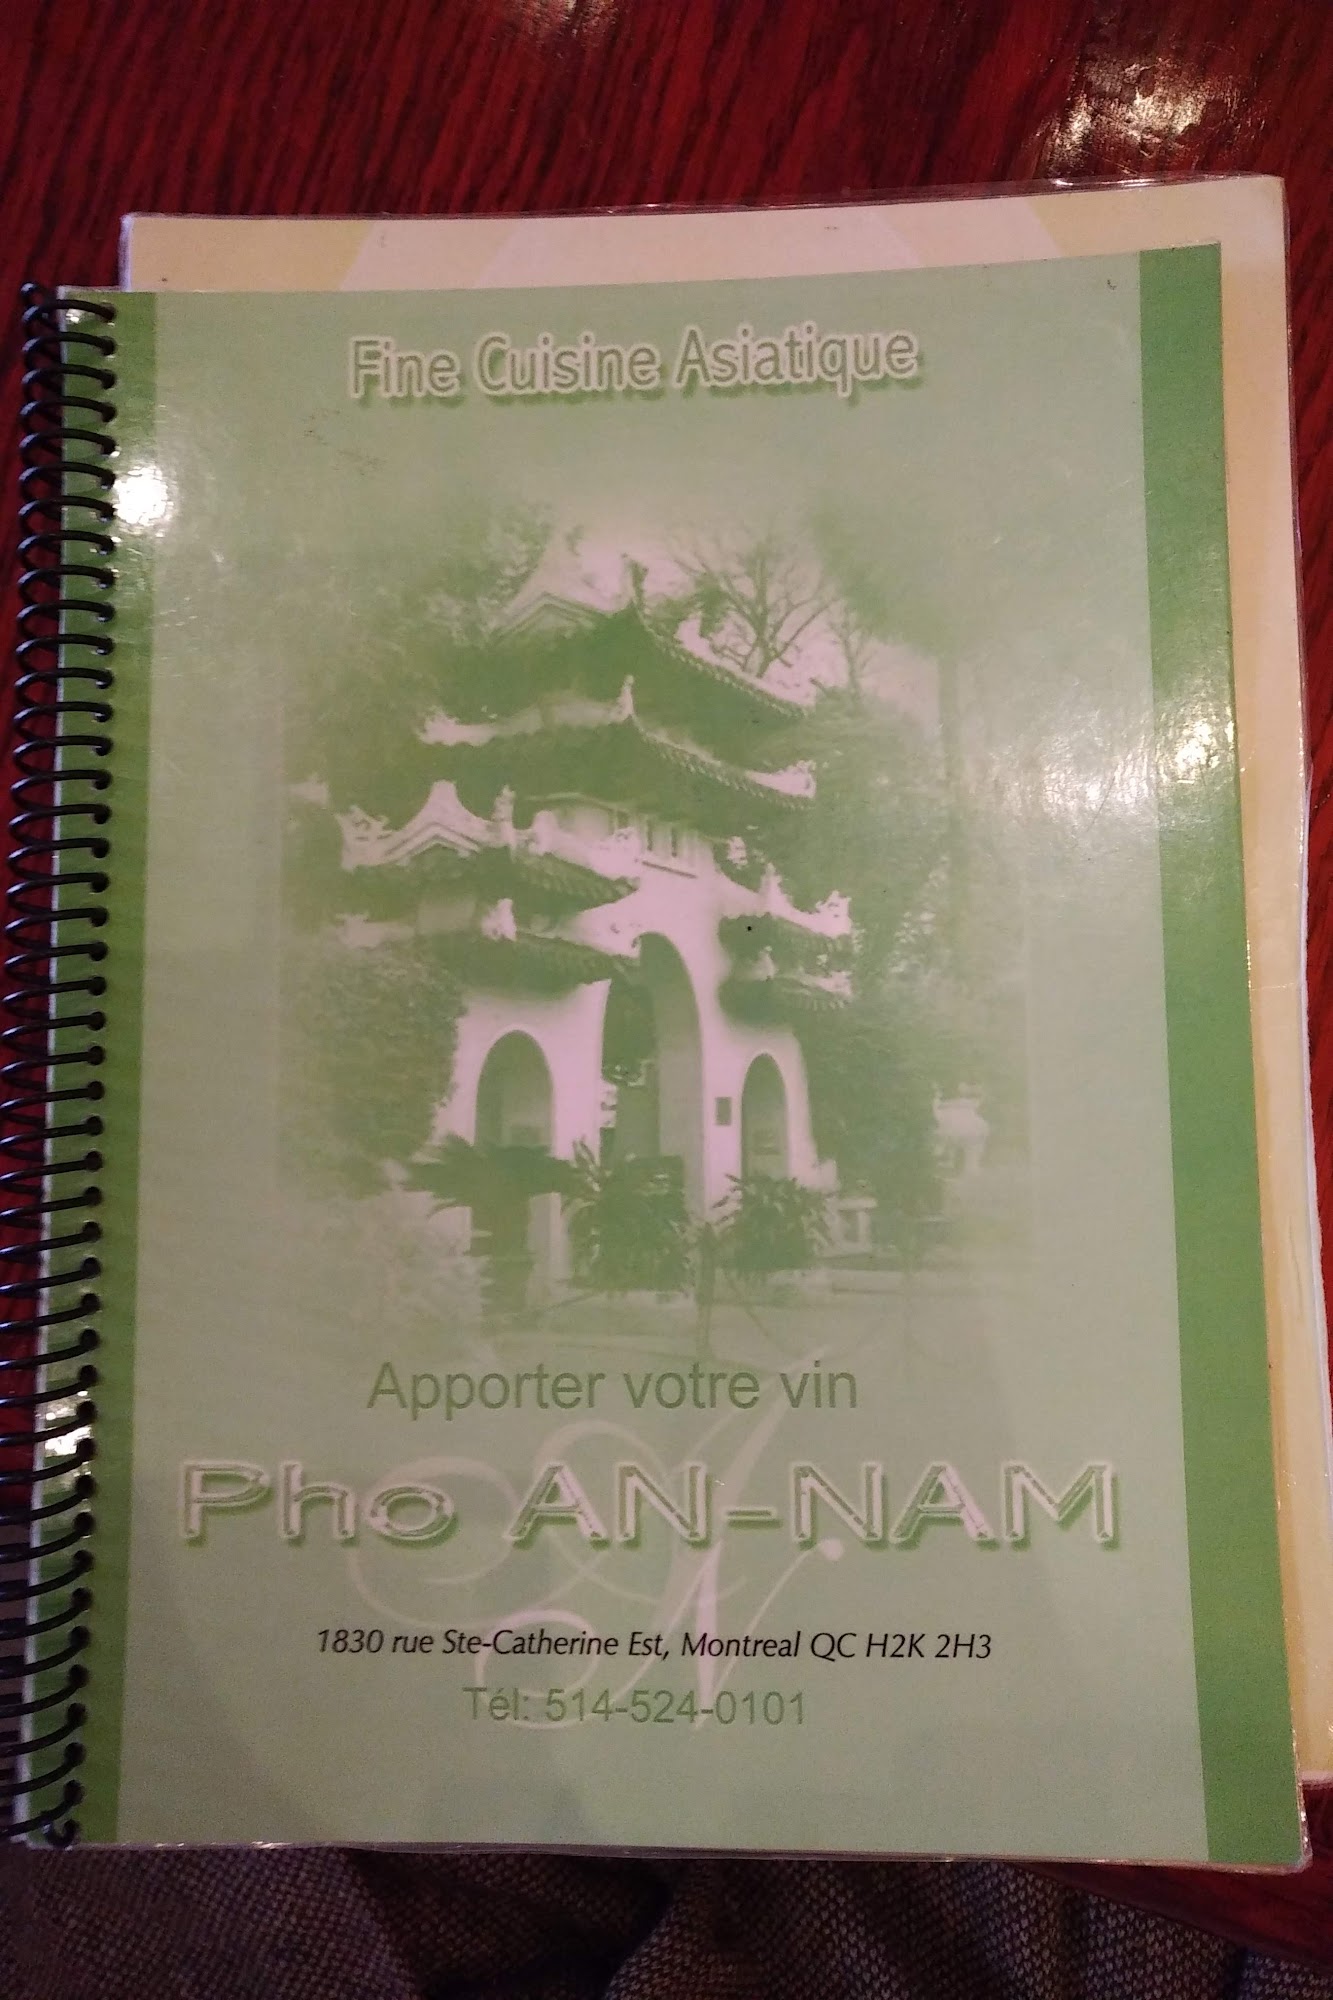 Fine Cuisine Asiatique
Apporter votre vin
Pho AN-NAM
1830 rue Ste-Catherine Est, Montreal QC H2K 2H3
Tél: 514-524-0101